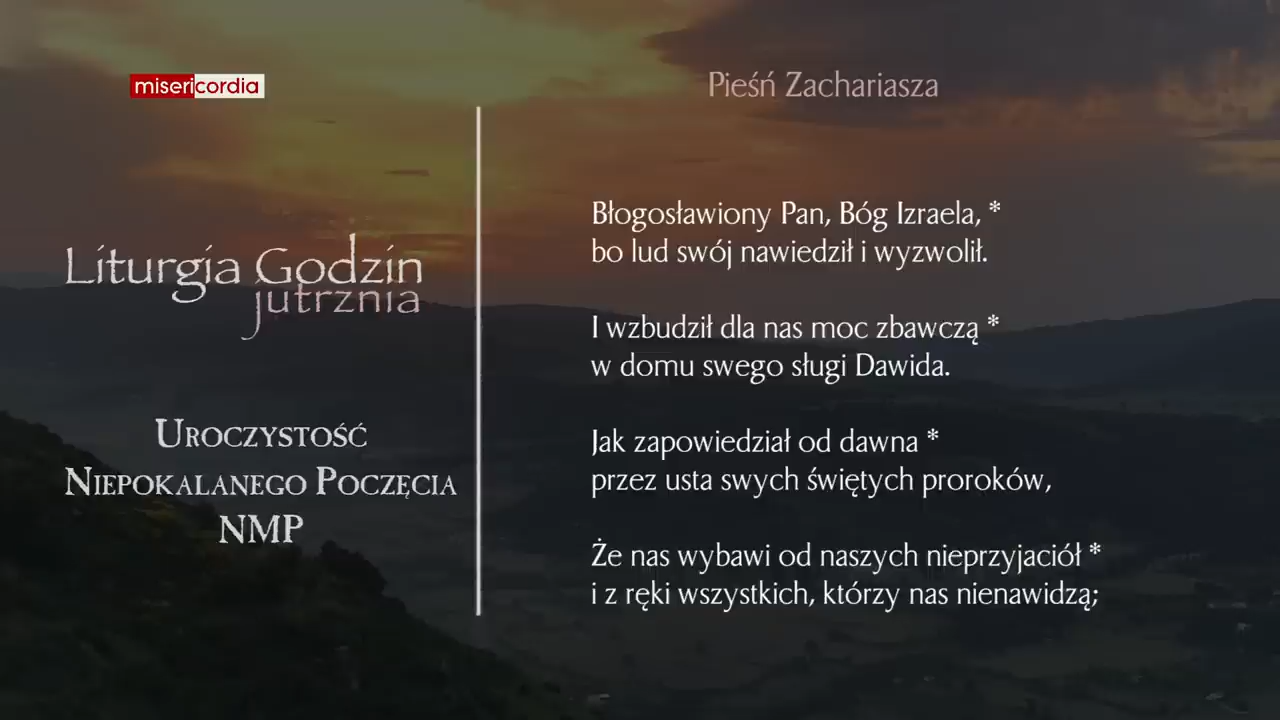 misericordia
Liturgia Godzin
jutrznia
Uroczystość
Niepokalanego Poczęcia
NMP
Pieśń Zachariasza
Błogosławiony Pan, Bóg Izraela, *
bo lud swój nawiedził i wyzwolił.
I wzbudził dla nas moc zbawczą *
w domu swego sługi Dawida.
Jak zapowiedział od dawna *
przez usta swych świętych proroków,
Że nas wybawi od naszych nieprzyjaciół *
i z ręki wszystkich, którzy nas nienawidzą;